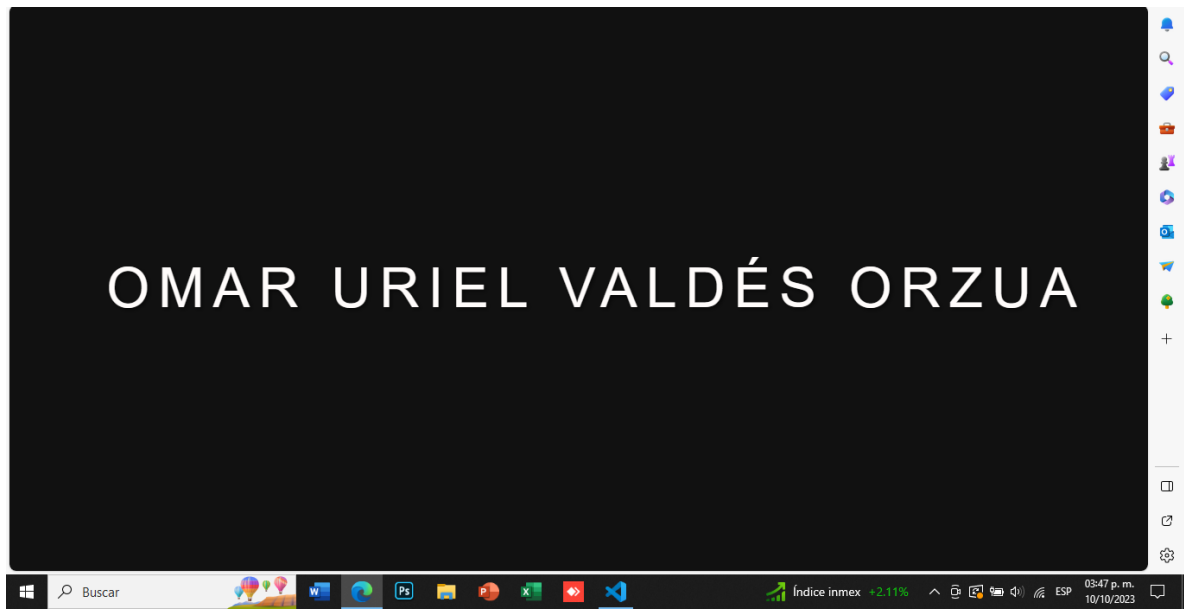 OMAR URIEL VALDÉS ORZUA
Buscar
Índice inmex +2.11%
ESP
03:47 p. m.
10/10/2023